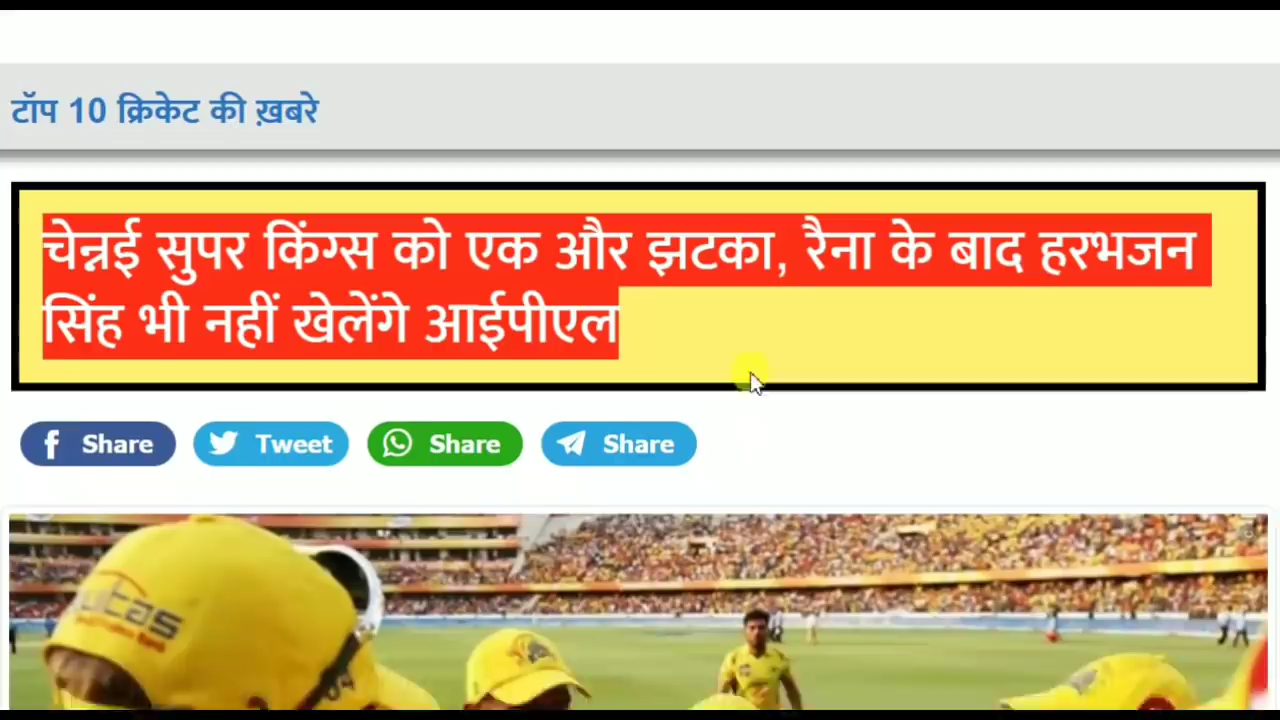 टॉप 10 क्रिकेट की ख़बरे
चेन्नई सुपर किंग्स को एक और झटका, रैना के बाद हरभजन
सिंह भी नहीं खेलेंगे आईपीएल
Share
Tweet
Share
Share